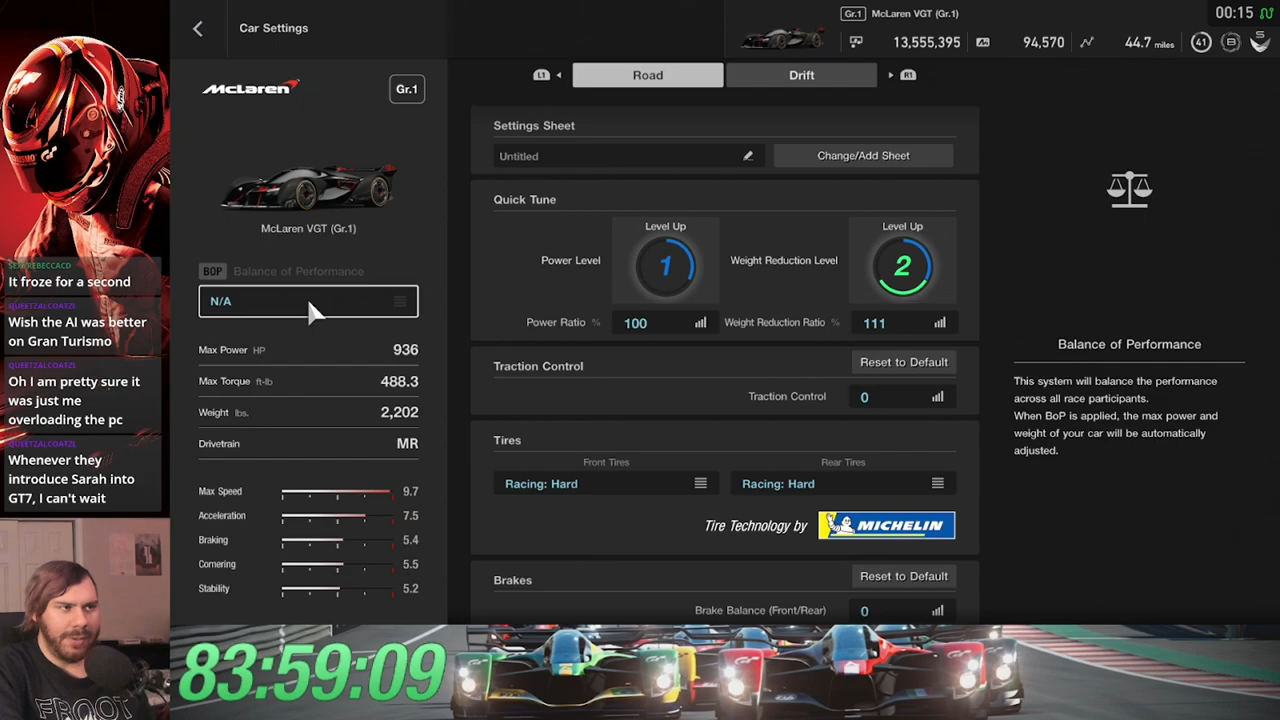 Car Settings
Gr.1 McLaren VGT (Gr.1)
00:15
13,555,395
94,570
44.7 miles
41
B
S
McLaren
Gr.1
McLaren VGT (Gr.1)
BOP Balance of Performance
N/A
Max Power HP 936
Max Torque ft-lb 488.3
Weight lbs. 2,202
Drivetrain MR
Max Speed 9.7
Acceleration 7.5
Braking 5.4
Cornering 5.5
Stability 5.2
L1 Road Drift R1
Settings Sheet
Untitled Change/Add Sheet
Quick Tune
Level Up Level Up
Power Level 1 Weight Reduction Level 2
Power Ratio % 100 Weight Reduction Ratio % 111
Traction Control Reset to Default
Traction Control 0
Tires
Front Tires Rear Tires
Racing: Hard Racing: Hard
Tire Technology by MICHELIN
Brakes Reset to Default
Brake Balance (Front/Rear) 0
Balance of Performance
This system will balance the performance
across all race participants.
When BoP is applied, the max power and
weight of your car will be automatically
adjusted.
It froze for a second
QUEETZALCOATZL
Wish the AI was better
on Gran Turismo
QUEETZALCOATZL
Oh I am pretty sure it
was just me
overloading the pc
QUEETZALCOATZL
Whenever they
introduce Sarah into
GT7, I can't wait
FROOT
83:59:09